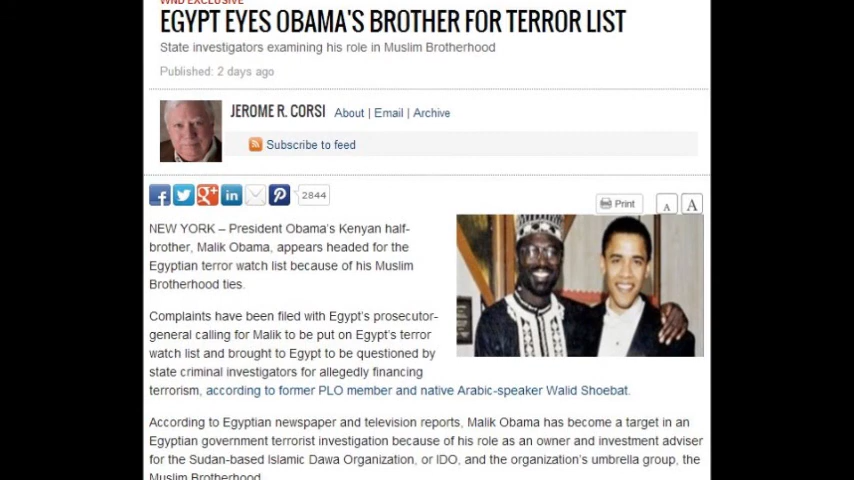 WND EXCLUSIVE
EGYPT EYES OBAMA'S BROTHER FOR TERROR LIST
State investigators examining his role in Muslim Brotherhood
Published: 2 days ago
JEROME R. CORSI About | Email | Archive
Subscribe to feed
2844
Print A A
NEW YORK – President Obama's Kenyan half-
brother, Malik Obama, appears headed for the
Egyptian terror watch list because of his Muslim
Brotherhood ties.
Complaints have been filed with Egypt's prosecutor-
general calling for Malik to be put on Egypt's terror
watch list and brought to Egypt to be questioned by
state criminal investigators for allegedly financing
terrorism, according to former PLO member and native Arabic-speaker Walid Shoebat.
According to Egyptian newspaper and television reports, Malik Obama has become a target in an
Egyptian government terrorist investigation because of his role as an owner and investment adviser
for the Sudan-based Islamic Dawa Organization, or IDO, and the organization's umbrella group, the
Muslim Brotherhood